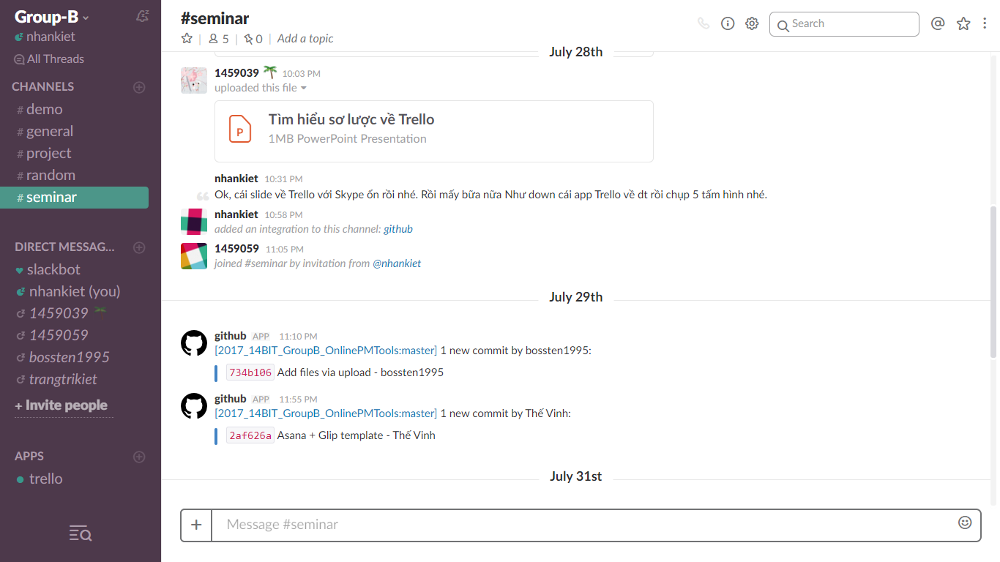 Group-B
nhankiet
All Threads
CHANNELS
# demo
# general
# project
# random
# seminar
DIRECT MESSAG...
slackbot
nhankiet (you)
1459039
1459059
bossten1995
trangtrikiet
+ Invite people
APPS
trello
#seminar
5 | 0 | Add a topic
Search
July 28th
1459039 10:03 PM
uploaded this file
P
Tìm hiểu sơ lược về Trello
1MB PowerPoint Presentation
nhankiet 10:31 PM
Ok, cái slide về Trello với Skype ổn rồi nhé. Rồi mấy bữa nữa Như down cái app Trello về dt rồi chụp 5 tấm hình nhé.
nhankiet 10:58 PM
added an integration to this channel: github
1459059 11:05 PM
joined #seminar by invitation from @nhankiet
July 29th
github APP 11:10 PM
[2017_14BIT_GroupB_OnlinePMTools:master] 1 new commit by bossten1995:
734b106 Add files via upload - bossten1995
github APP 11:55 PM
[2017_14BIT_GroupB_OnlinePMTools:master] 1 new commit by Thế Vinh:
2af626a Asana + Glip template - Thế Vinh
July 31st
+ Message #seminar